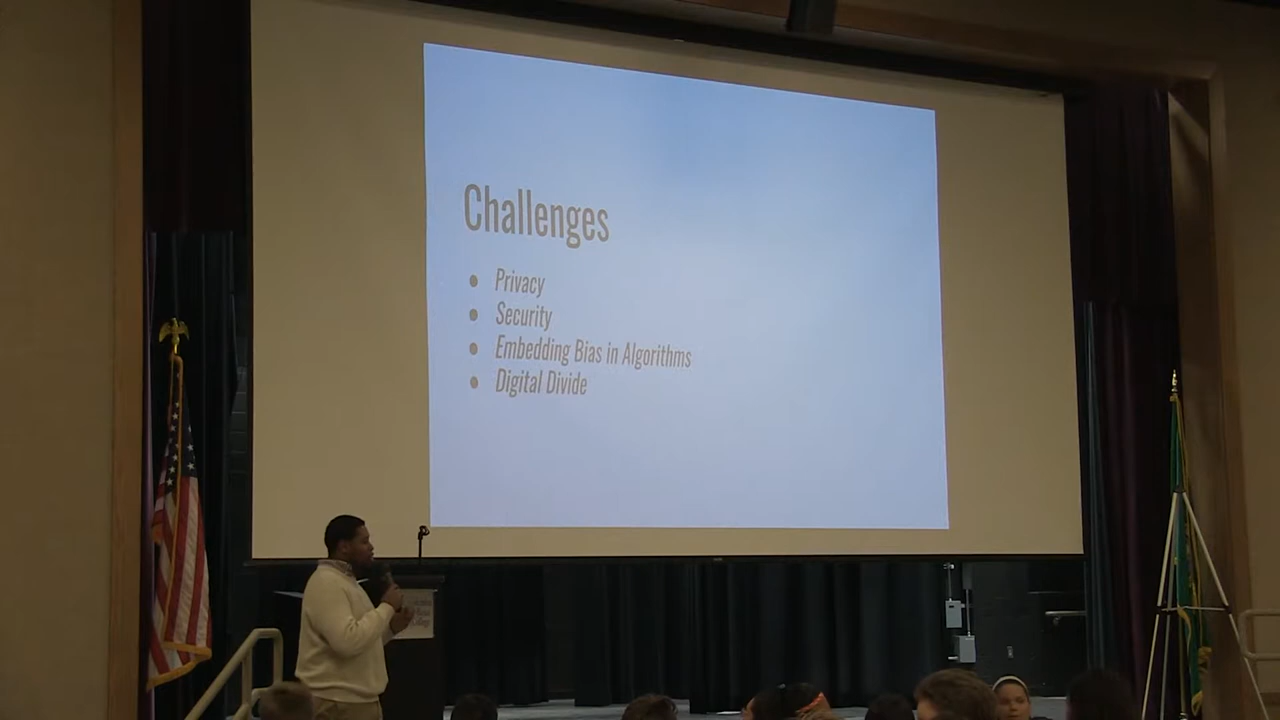 Challenges
Privacy
Security
Embedding Bias in Algorithms
Digital Divide